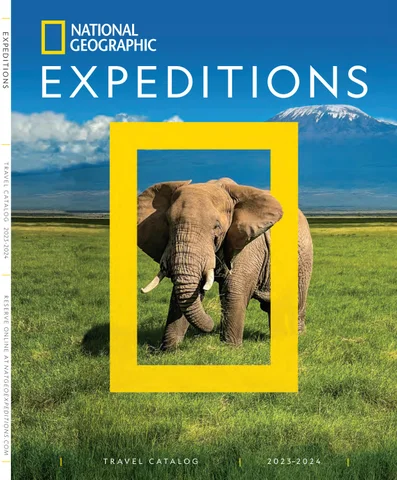 NATIONAL
GEOGRAPHIC
EXPEDITIONS
EXPEDITIONS
TRAVEL CATALOG 2023-2024
RESERVE ONLINE AT NATGEOEXPEDITIONS.COM
TRAVEL CATALOG
2023-2024